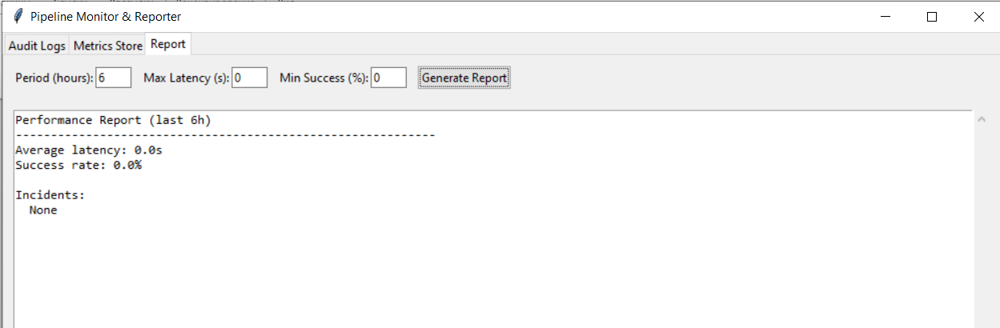 Pipeline Monitor & Reporter
Audit Logs Metrics Store Report
Period (hours): 6 Max Latency (s): 0 Min Success (%): 0 Generate Report
Performance Report (last 6h)
------------------------------------------------------------
Average latency: 0.0s
Success rate: 0.0%
Incidents:
None